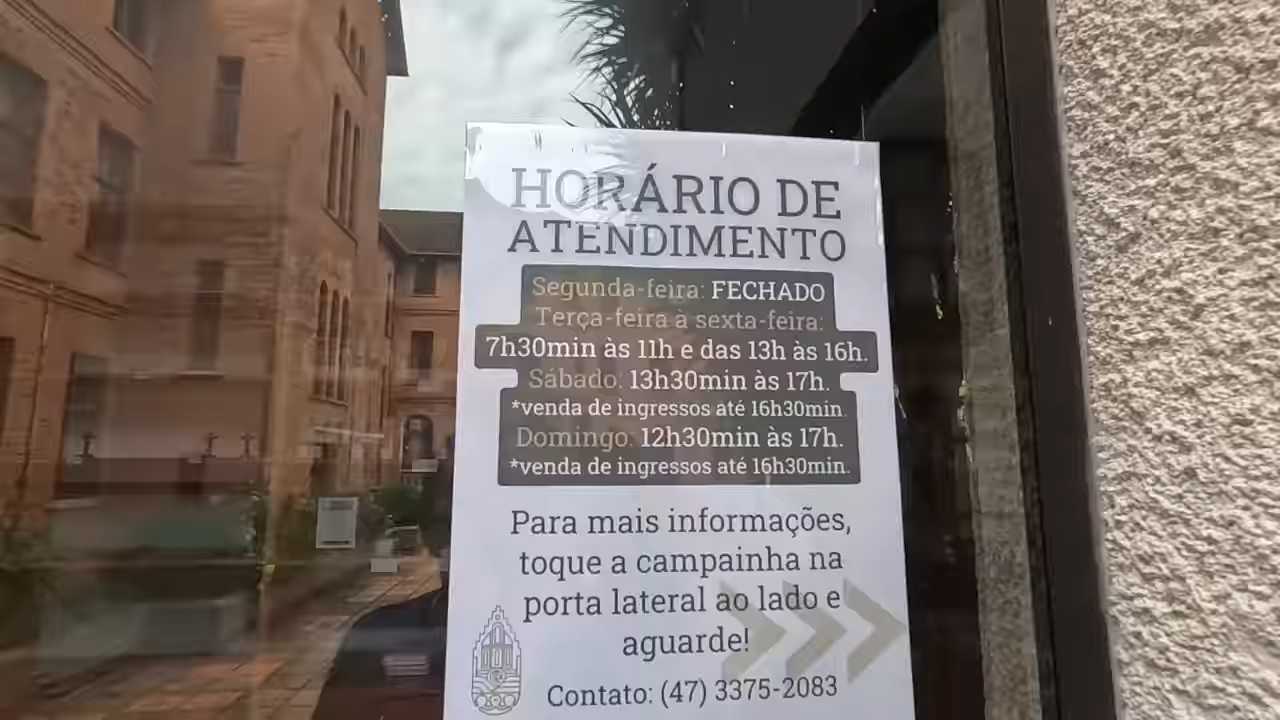 HORÁRIO DE
ATENDIMENTO
Segunda-feira: FECHADO
Terça-feira à sexta-feira:
7h30min às 11h e das 13h às 16h.
Sábado: 13h30min às 17h.
*venda de ingressos até 16h30min.
Domingo: 12h30min às 17h.
*venda de ingressos até 16h30min.
Para mais informações,
toque a campainha na
porta lateral ao lado e
aguarde!
Contato: (47) 3375-2083